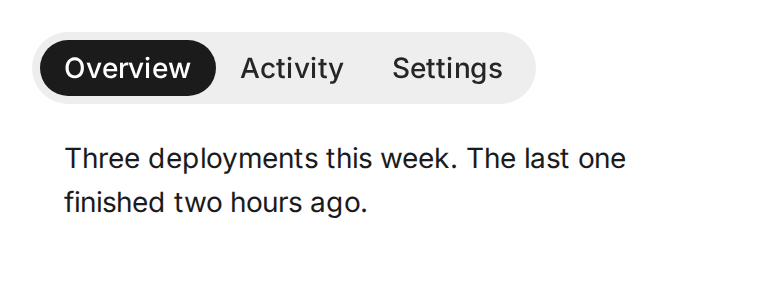 Overview Activity Settings
Three deployments this week. The last one
finished two hours ago.